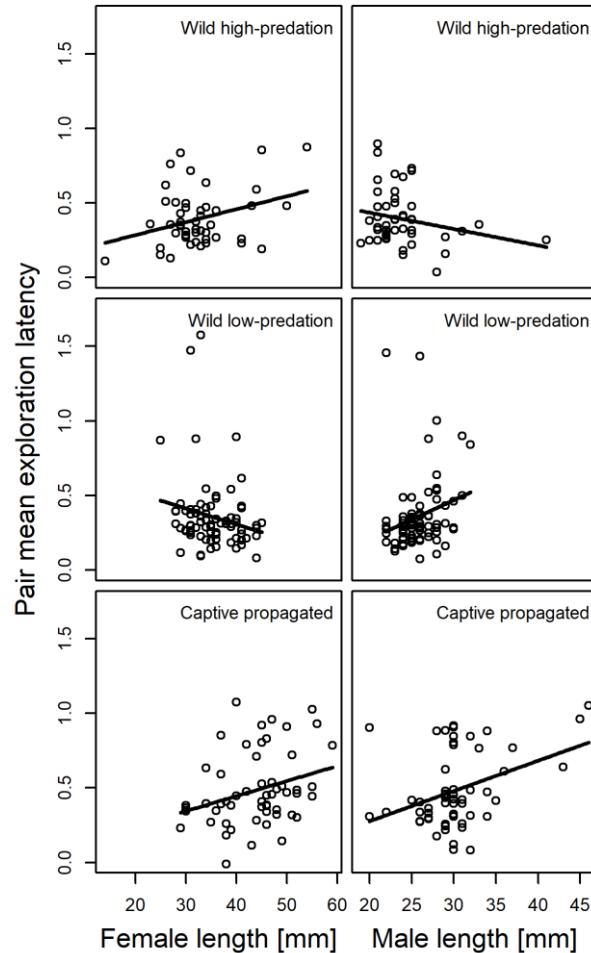 Wild high-predation
Wild high-predation
0.0 0.5 1.0 1.5
Wild low-predation
Wild low-predation
0.0 0.5 1.0 1.5
Pair mean exploration latency
Captive propagated
Captive propagated
0.0 0.5 1.0 1.5
20 30 40 50 60
20 25 30 35 40 45
Female length [mm]
Male length [mm]